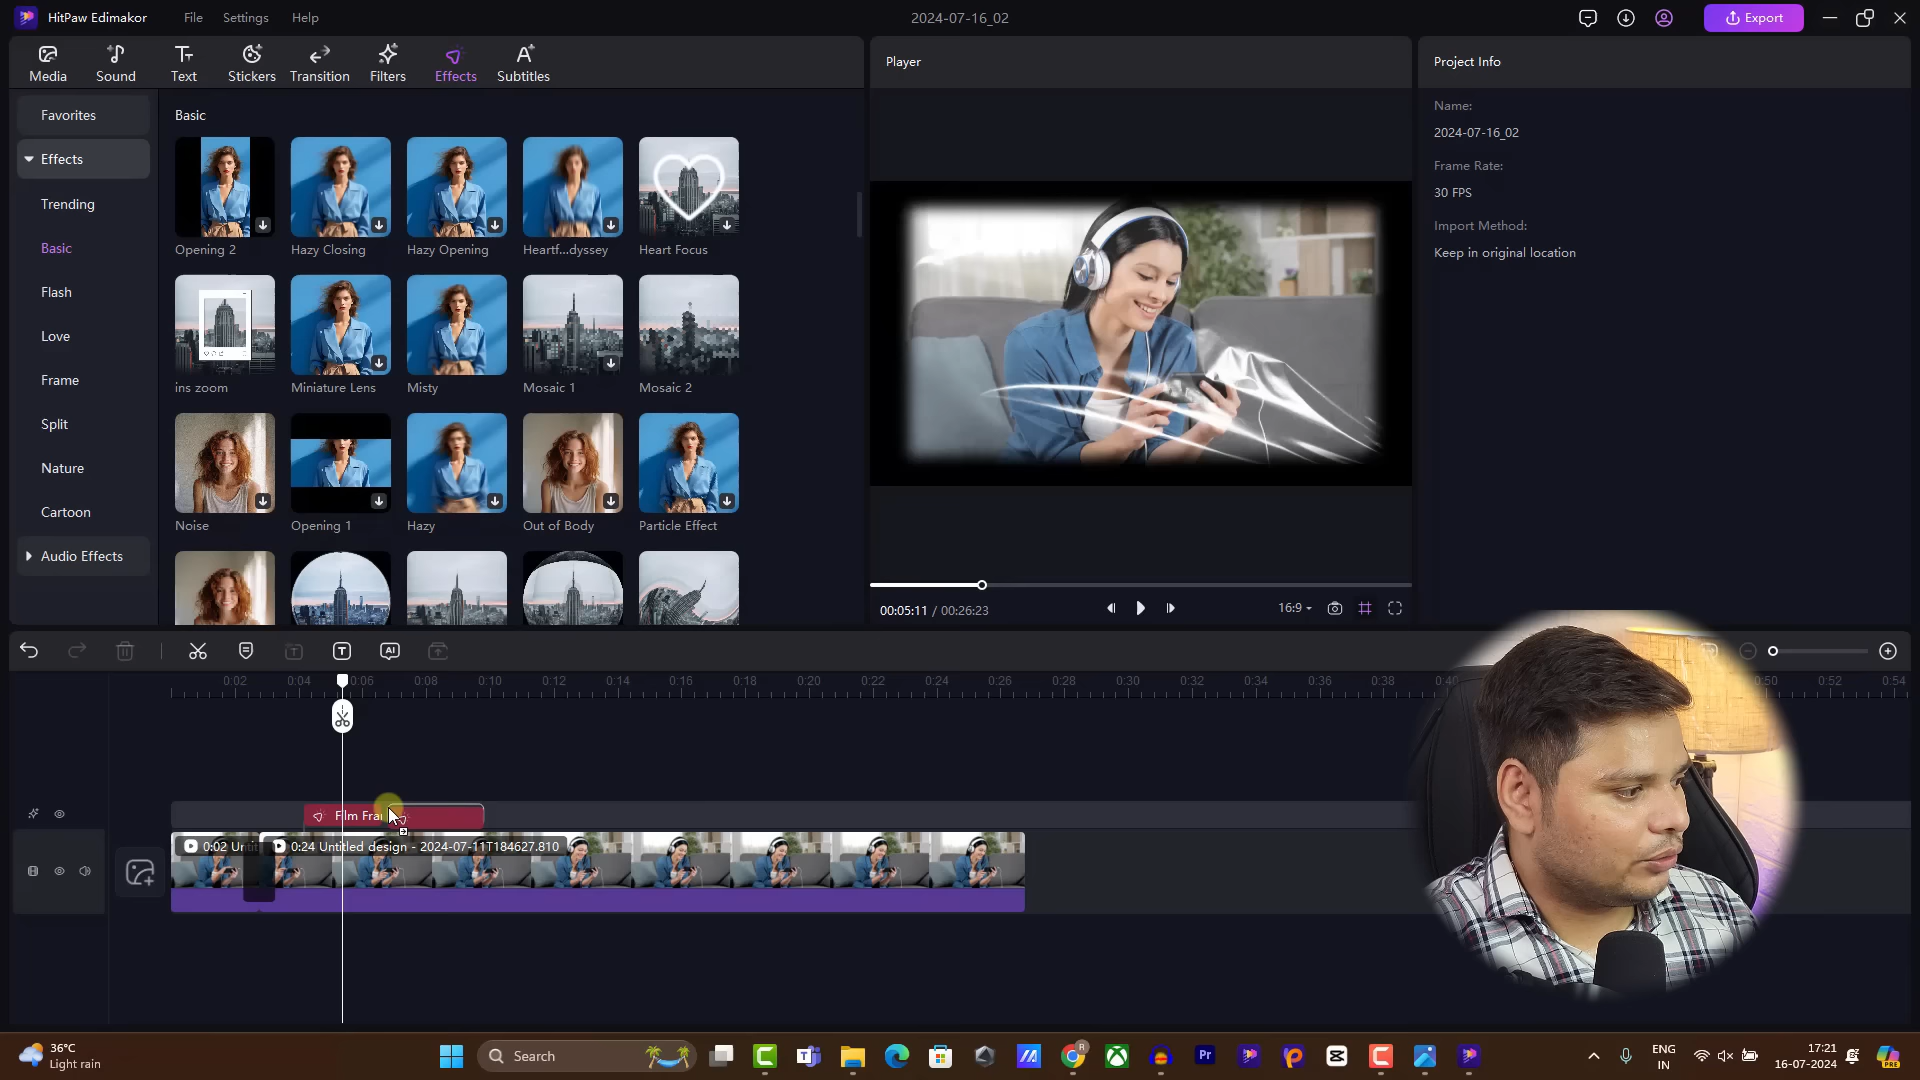 HitPaw Edimakor File Settings Help 2024-07-16_02 Export
Media Sound Text Stickers Transition Filters Effects Subtitles
Player
Project Info
Favorites
Effects
Trending
Basic
Flash
Love
Frame
Split
Nature
Cartoon
Audio Effects
Basic
Opening 2 Hazy Closing Hazy Opening Heartf...dyssey Heart Focus
ins zoom Miniature Lens Misty Mosaic 1 Mosaic 2
Noise Opening 1 Hazy Out of Body Particle Effect
00:05:11 / 00:26:23
16:9
Name:
2024-07-16_02
Frame Rate:
30 FPS
Import Method:
Keep in original location
0:02 0:04 0:06 0:08 0:10 0:12 0:14 0:16 0:18 0:20 0:22 0:24 0:26 0:28 0:30 0:32 0:34 0:36 0:38 0:50 0:52 0:54
Film Fra
0:02 Unti 0:24 Untitled design - 2024-07-11T184627.810
36°C
Light rain
Search
Pr
ENG
IN
17:21
16-07-2024
PRE